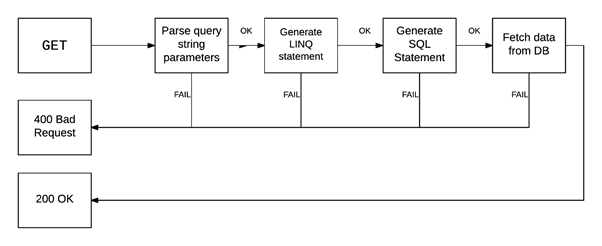 GET
Parse query
string
parameters
OK
Generate
LINQ
statement
OK
Generate
SQL
Statement
OK
Fetch data
from DB
FAIL
FAIL
FAIL
FAIL
400 Bad
Request
200 OK